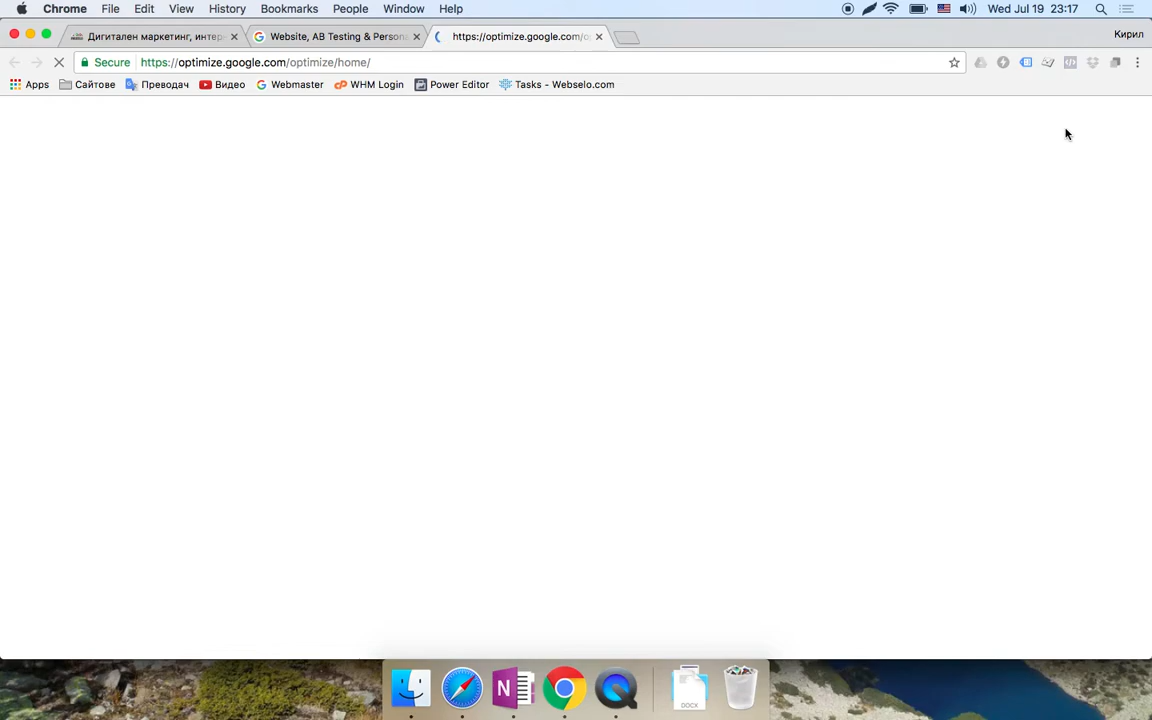 Chrome File Edit View History Bookmarks People Window Help Wed Jul 19 23:17
Дигитален маркетинг, интер Website, AB Testing & Persona https://optimize.google.com/o Кирил
Secure https://optimize.google.com/optimize/home/
Apps Сайтове Преводач Видео Webmaster WHM Login Power Editor Tasks - Webselo.com
DOCX